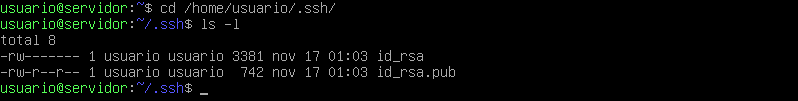 usuario@servidor:~$ cd /home/usuario/.ssh/
usuario@servidor:~/.ssh$ ls -l
total 8
-rw------- 1 usuario usuario 3381 nov 17 01:03 id_rsa
-rw-r--r-- 1 usuario usuario  742 nov 17 01:03 id_rsa.pub
usuario@servidor:~/.ssh$ _